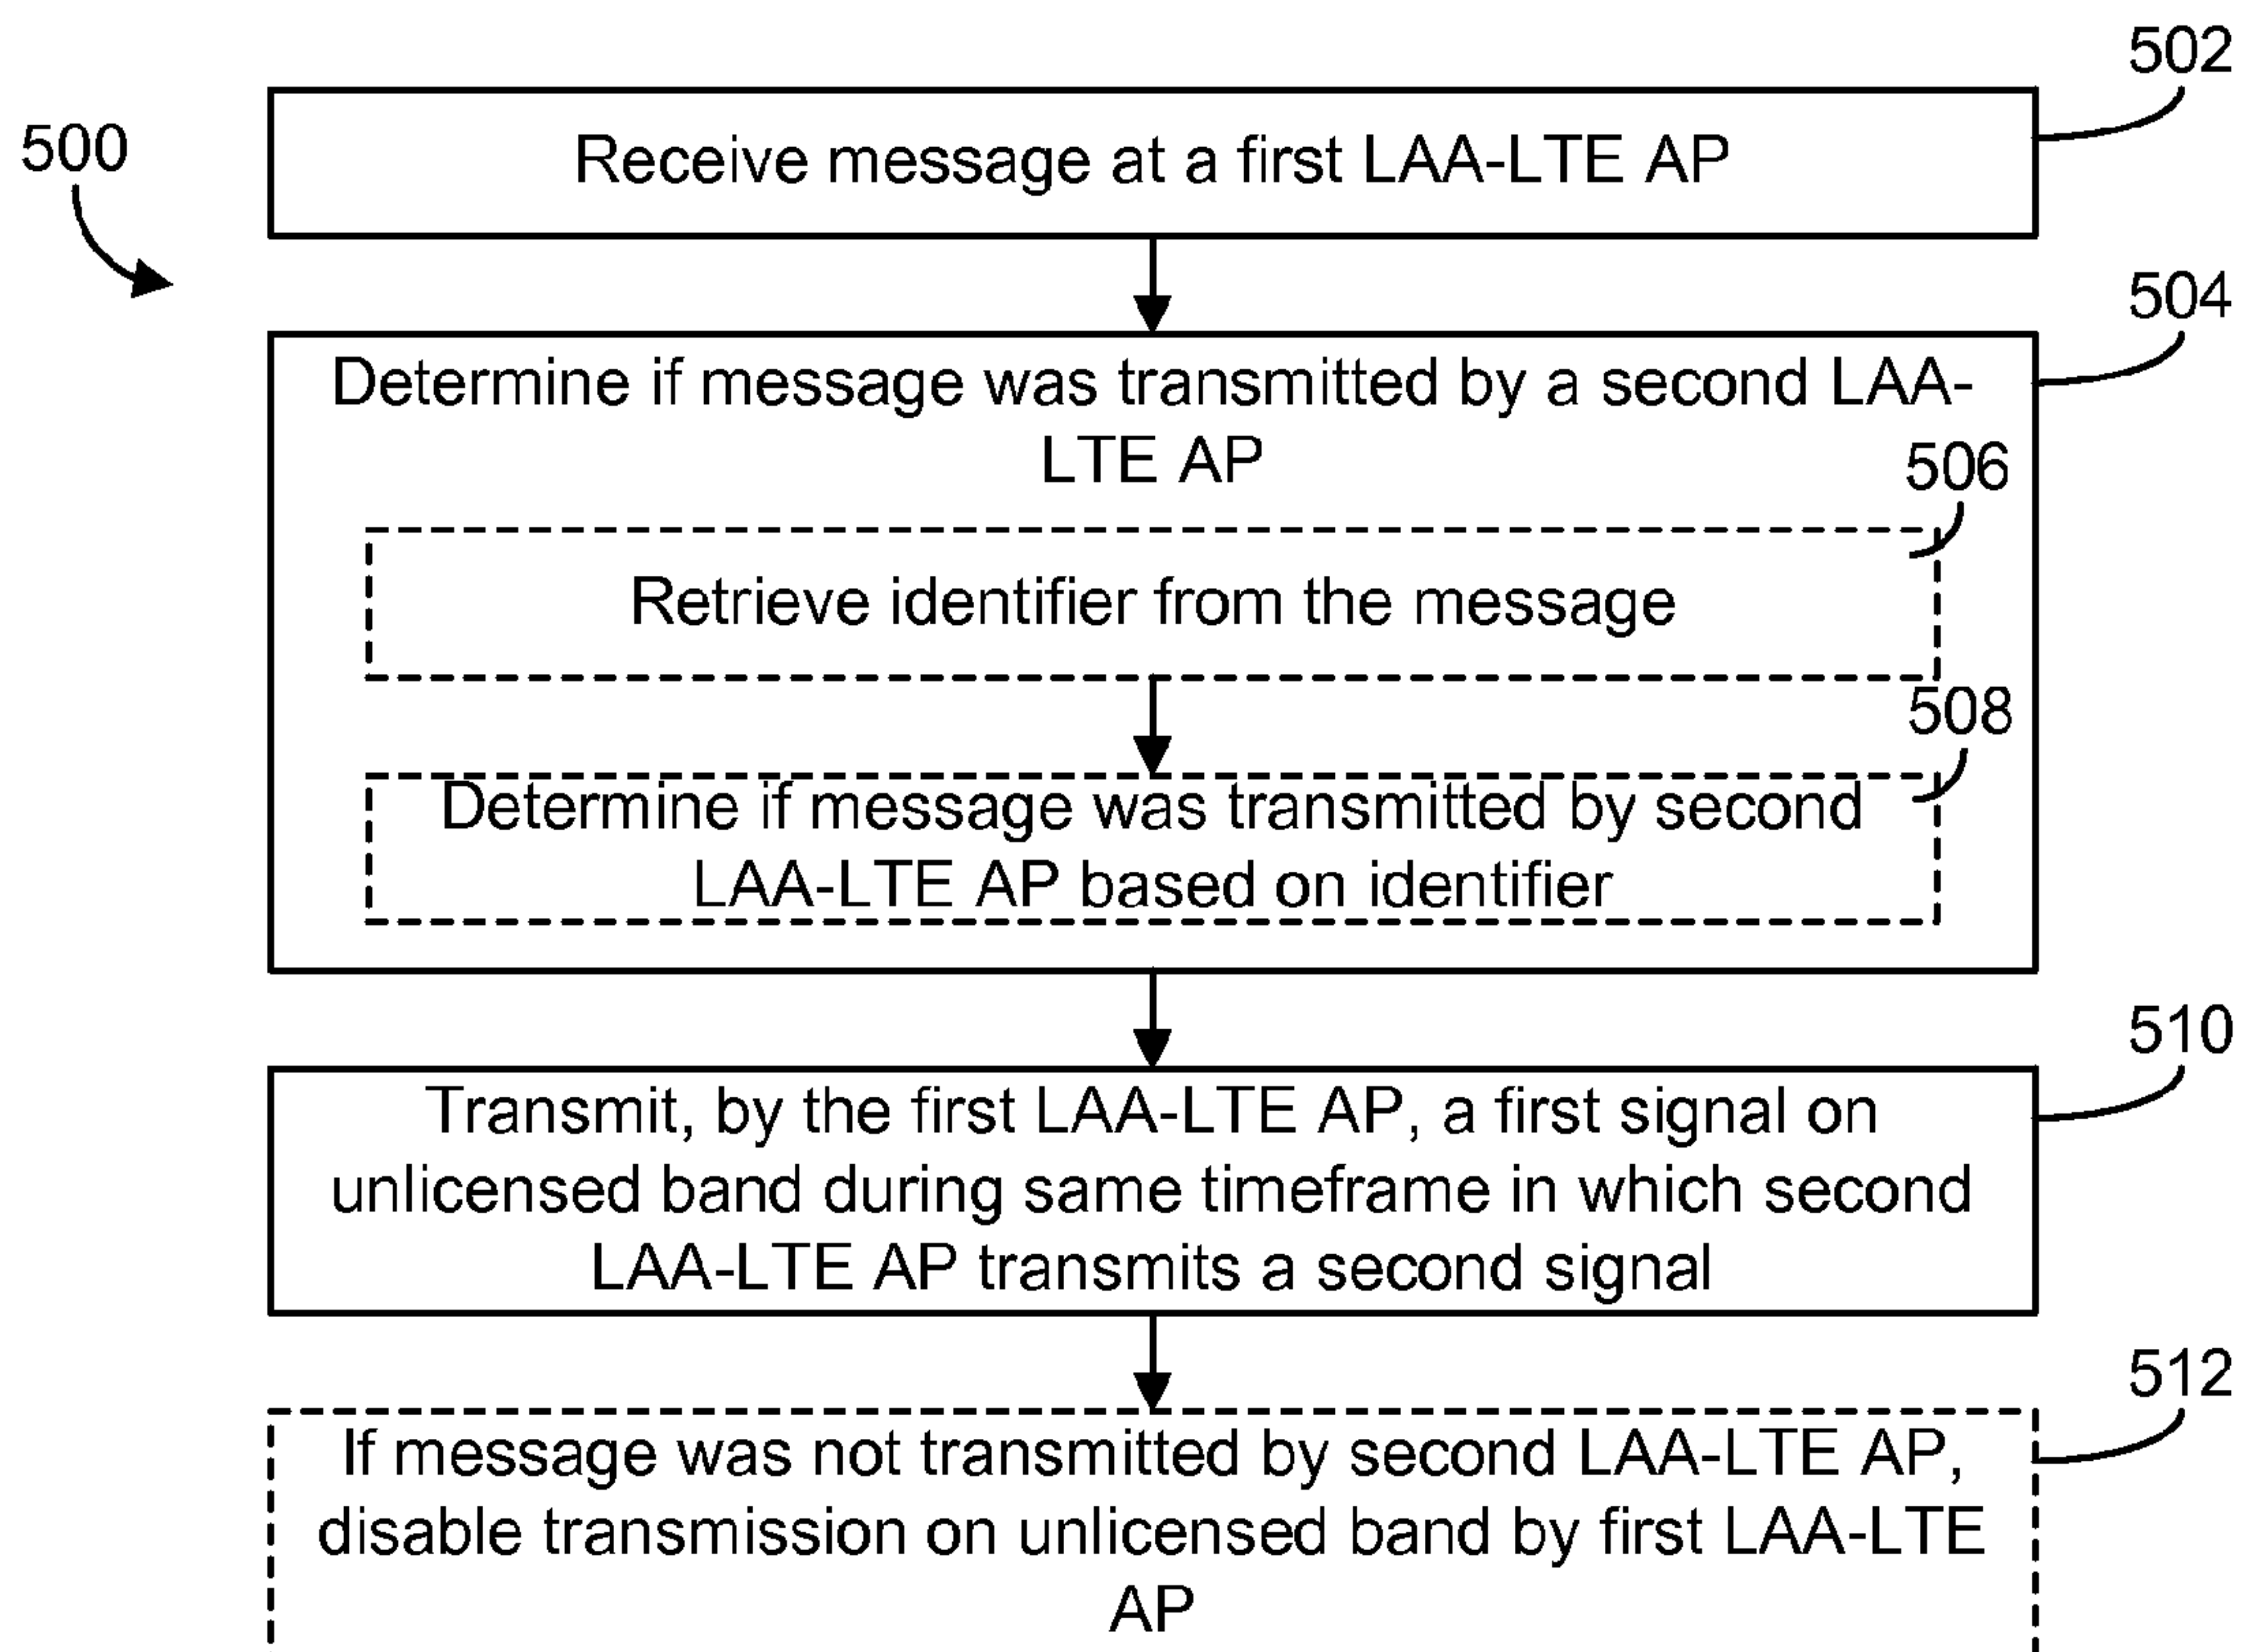 502
500
Receive message at a first LAA-LTE AP
504
Determine if message was transmitted by a second LAA-
LTE AP
506
Retrieve identifier from the message
508
Determine if message was transmitted by second
LAA-LTE AP based on identifier
510
Transmit, by the first LAA-LTE AP, a first signal on
unlicensed band during same timeframe in which second
LAA-LTE AP transmits a second signal
512
If message was not transmitted by second LAA-LTE AP,
disable transmission on unlicensed band by first LAA-LTE
AP